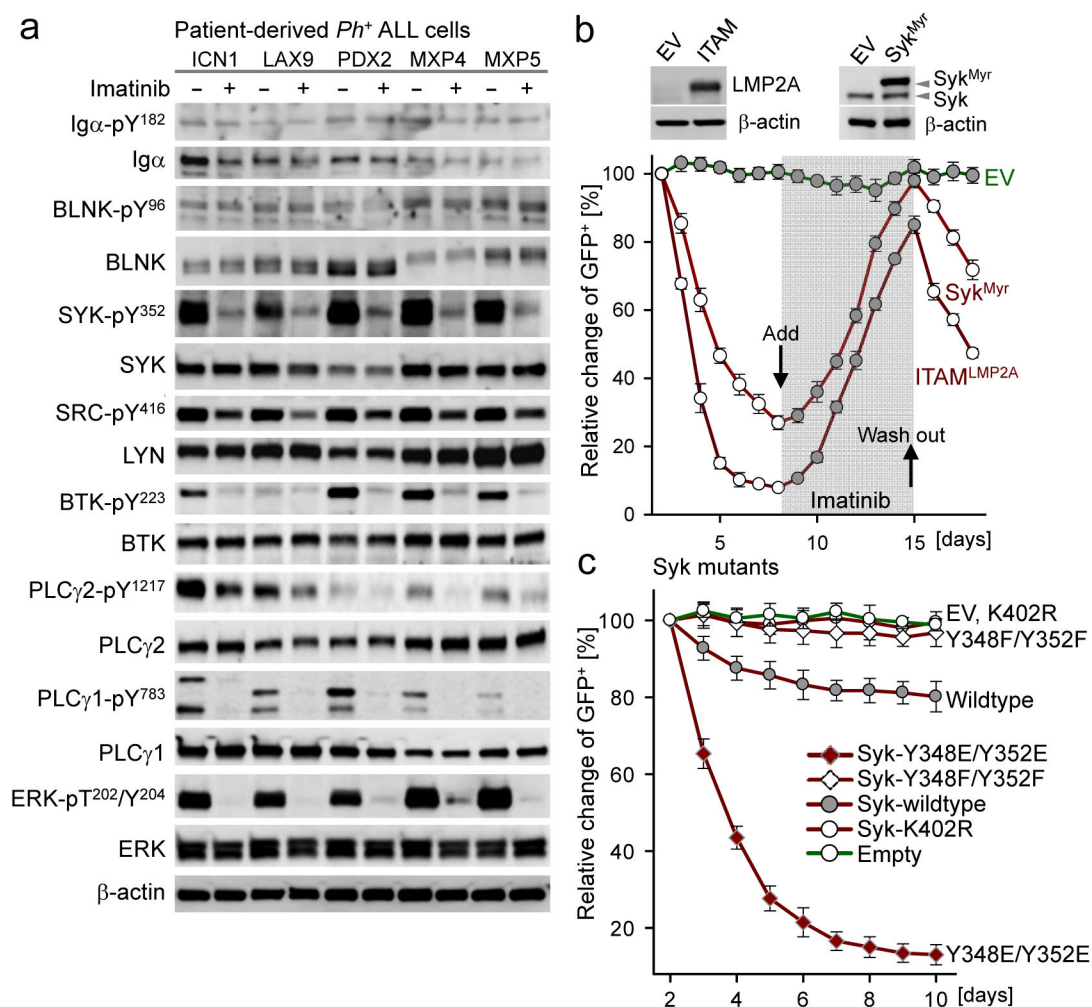 a
Patient-derived Ph+ ALL cells
ICN1 LAX9 PDX2 MXP4 MXP5
Imatinib − + − + − + − + − +
Igα-pY182
Igα
BLNK-pY96
BLNK
SYK-pY352
SYK
SRC-pY416
LYN
BTK-pY223
BTK
PLCγ2-pY1217
PLCγ2
PLCγ1-pY783
PLCγ1
ERK-pT202/Y204
ERK
β-actin
b
EV ITAM
LMP2A
β-actin
EV SykMyr
SykMyr
Syk
β-actin
Relative change of GFP+ [%]
100
80
60
40
20
0
EV
SykMyr
ITAMLMP2A
Add
Wash out
Imatinib
5 10 15 [days]
c
Syk mutants
Relative change of GFP+ [%]
100
80
60
40
20
EV, K402R
Y348F/Y352F
Wildtype
Syk-Y348E/Y352E
Syk-Y348F/Y352F
Syk-wildtype
Syk-K402R
Empty
Y348E/Y352E
2 4 6 8 10 [days]